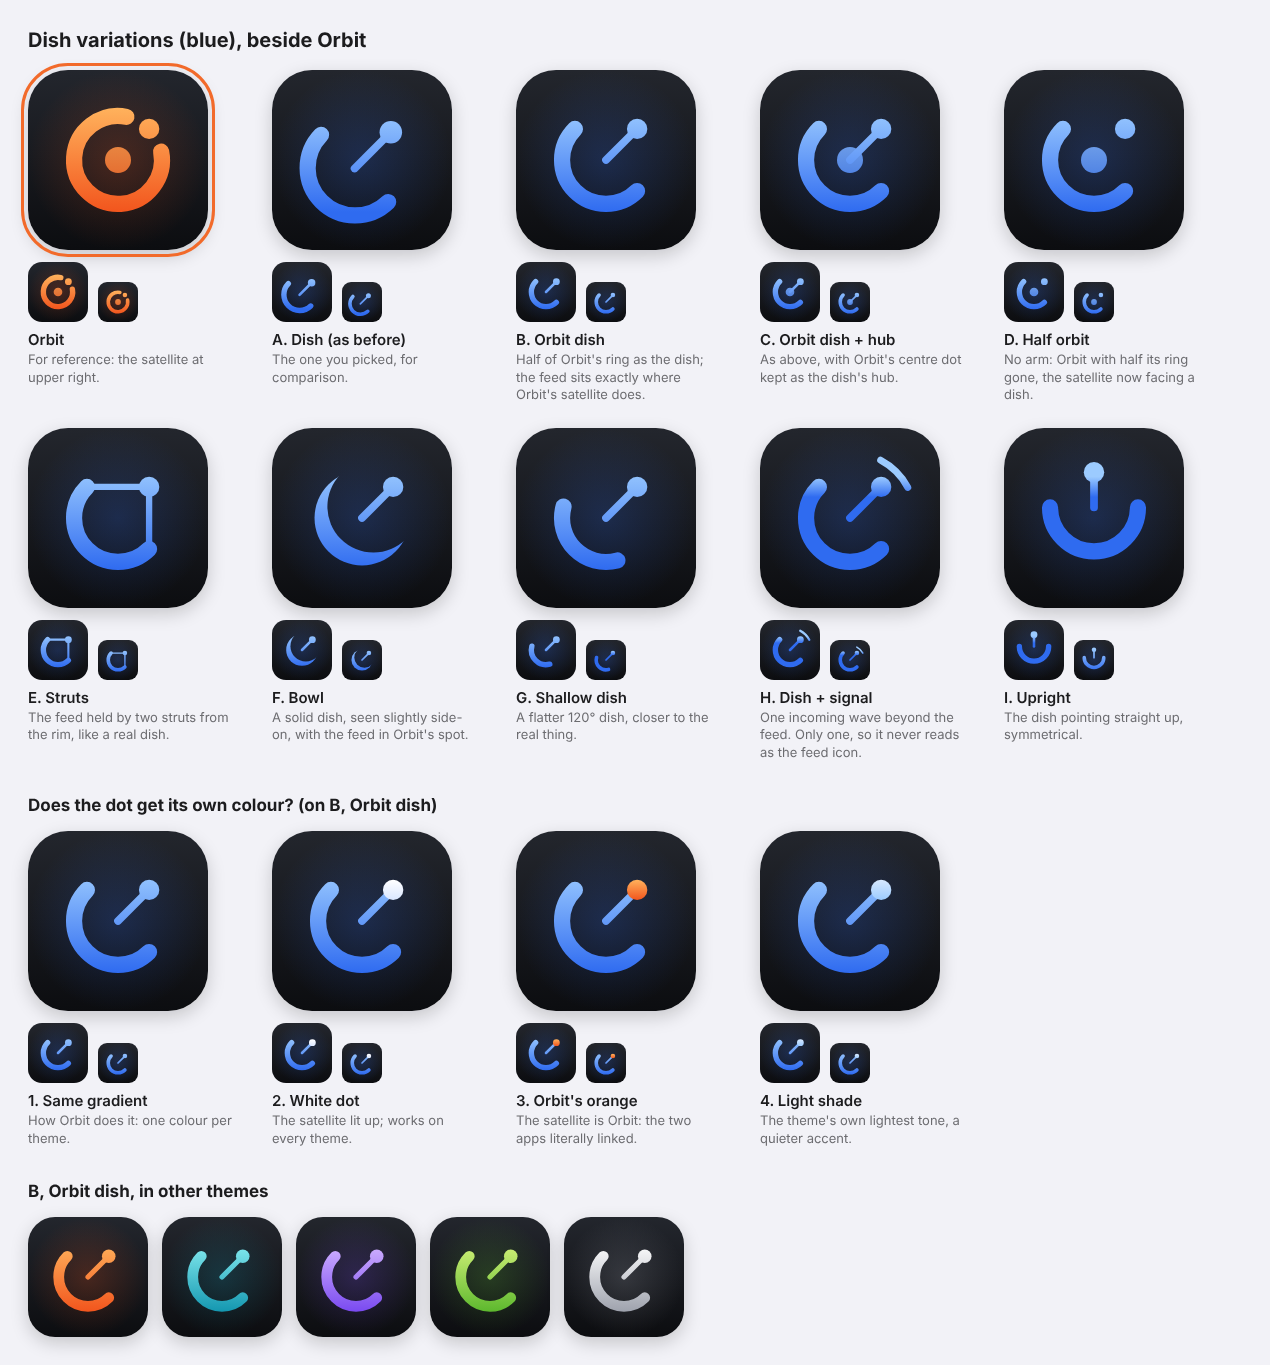 Dish variations (blue), beside Orbit
Orbit
For reference: the satellite at
upper right.
A. Dish (as before)
The one you picked, for
comparison.
B. Orbit dish
Half of Orbit's ring as the dish;
the feed sits exactly where
Orbit's satellite does.
C. Orbit dish + hub
As above, with Orbit's centre dot
kept as the dish's hub.
D. Half orbit
No arm: Orbit with half its ring
gone, the satellite now facing a
dish.
E. Struts
The feed held by two struts from
the rim, like a real dish.
F. Bowl
A solid dish, seen slightly side-
on, with the feed in Orbit's spot.
G. Shallow dish
A flatter 120° dish, closer to the
real thing.
H. Dish + signal
One incoming wave beyond the
feed. Only one, so it never reads
as the feed icon.
I. Upright
The dish pointing straight up,
symmetrical.
Does the dot get its own colour? (on B, Orbit dish)
1. Same gradient
How Orbit does it: one colour per
theme.
2. White dot
The satellite lit up; works on
every theme.
3. Orbit's orange
The satellite is Orbit: the two
apps literally linked.
4. Light shade
The theme's own lightest tone, a
quieter accent.
B, Orbit dish, in other themes